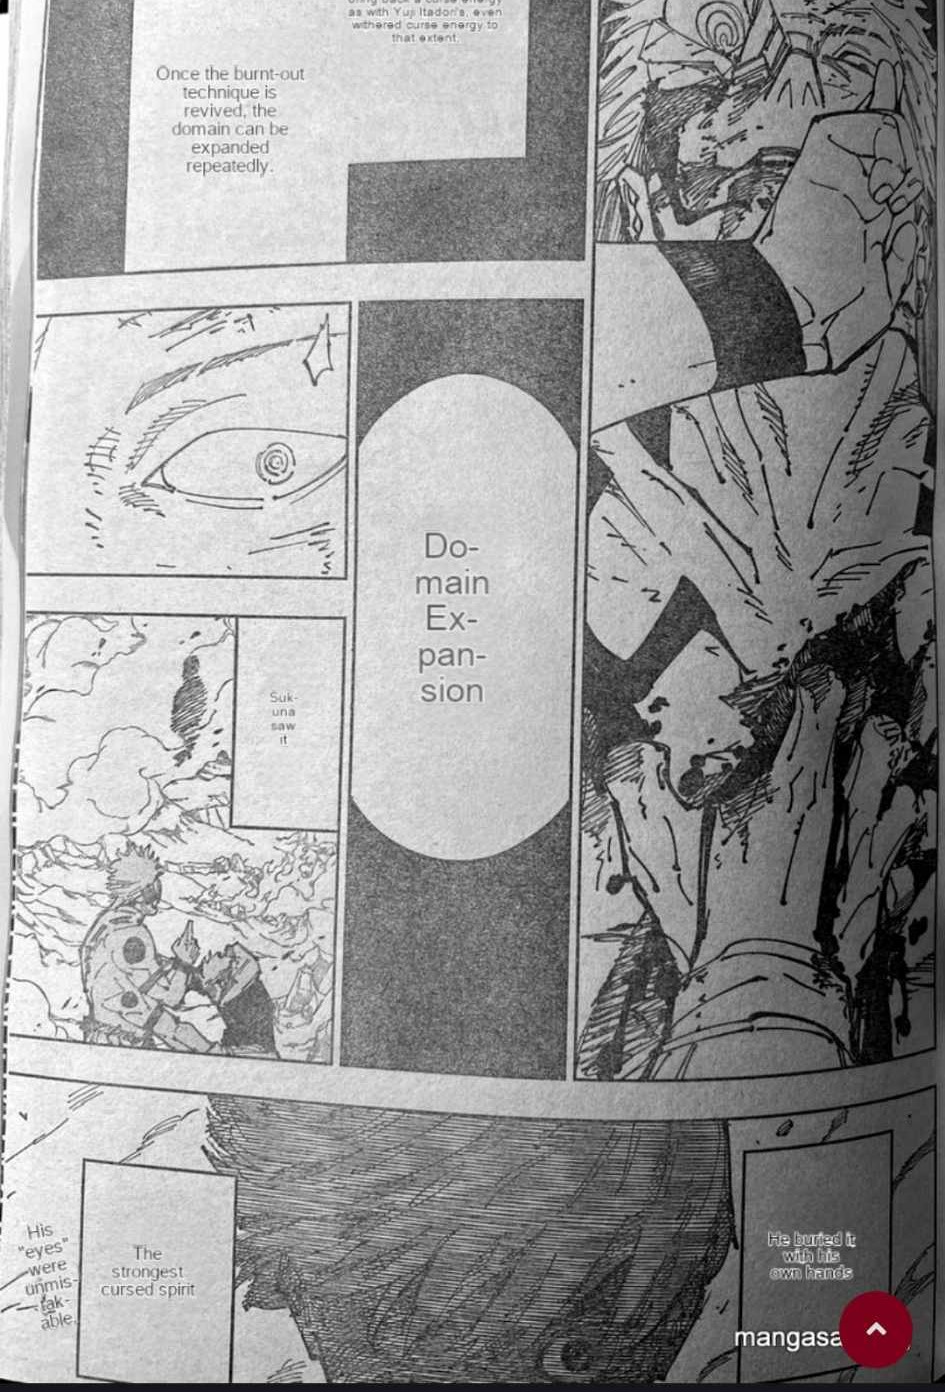 as with Yuji Itadori's, even
withered curse energy to
that extent.
Once the burnt-out
technique is
revived, the
domain can be
expanded
repeatedly.
Do-
main
Ex-
pan-
sion
Suk-
una
saw
it
He buried it
with his
own hands
The
strongest
cursed spirit
His
"eyes"
were
unmis-
tak-
able.
mangasa